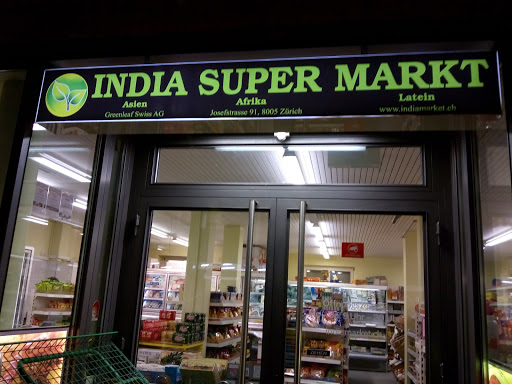 INDIA SUPER MARKT
Asien Afrika Latein
Greenleaf Swiss AG Josefstrasse 91, 8005 Zürich www.indiamarket.ch